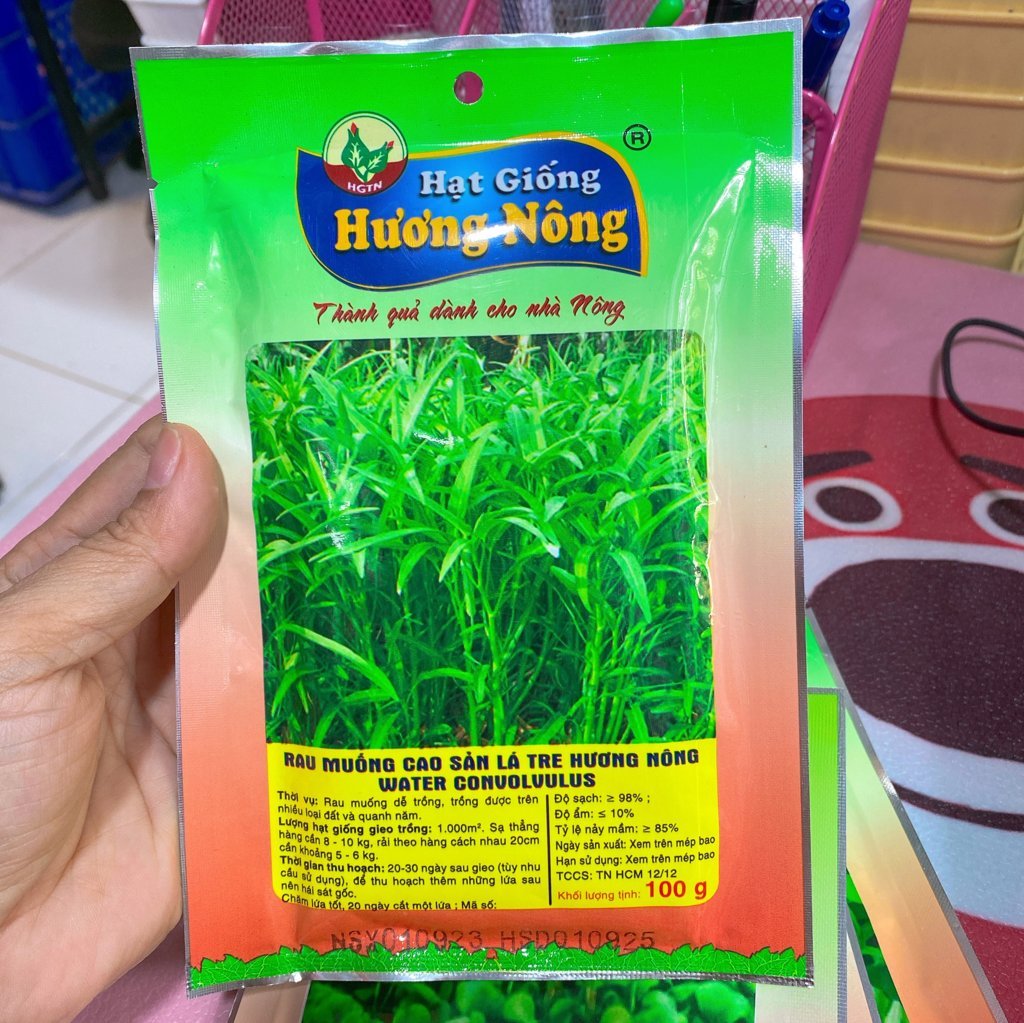 HGTN
®
Hạt Giống
Hương Nông
Thành quả dành cho nhà Nông
RAU MUỐNG CAO SẢN LÁ TRE HƯƠNG NÔNG
WATER CONVOLVULUS
Thời vụ: Rau muống dễ trồng, trồng được trên
nhiều loại đất và quanh năm.
Lượng hạt giống gieo trồng: 1.000m². Sạ thẳng
hàng cần 8 - 10 kg, rải theo hàng cách nhau 20cm
cần khoảng 5 - 6 kg.
Thời gian thu hoạch: 20-30 ngày sau gieo (tùy nhu
cầu sử dụng), để thu hoạch thêm những lứa sau
nên hái sát gốc.
Chăm lứa tốt, 20 ngày cắt một lứa ; Mã số:
Độ sạch: ≥ 98% ;
Độ ẩm: ≤ 10%
Tỷ lệ nảy mầm: ≥ 85%
Ngày sản xuất: Xem trên mép bao
Hạn sử dụng: Xem trên mép bao
TCCS: TN HCM 12/12
Khối lượng tịnh: 100 g
NSX010923 HSD010925